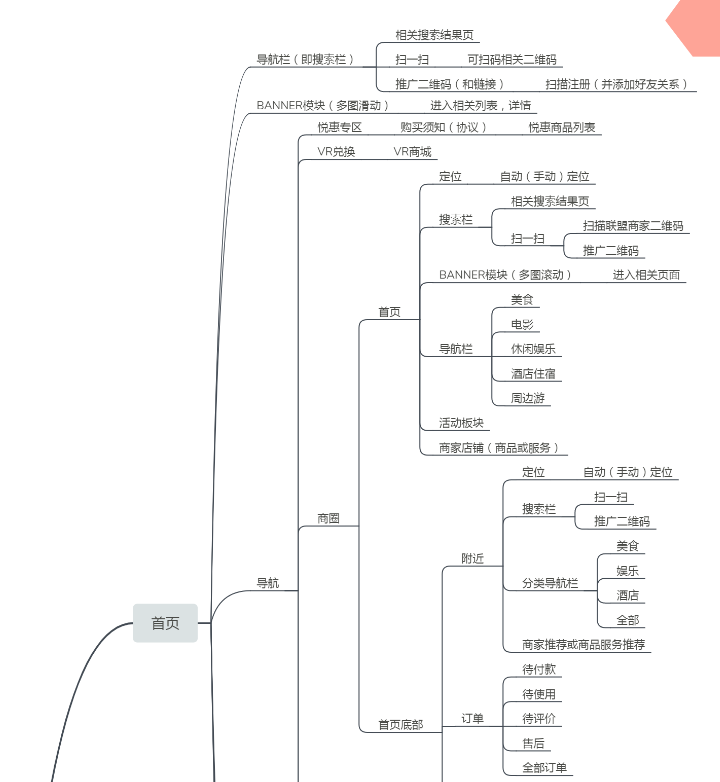 相关搜索结果页
导航栏（即搜索栏）
扫一扫 可扫码相关二维码
推广二维码（和链接） 扫描注册（并添加好友关系）
BANNER模块（多图滑动） 进入相关列表，详情
悦惠专区 购买须知（协议） 悦惠商品列表
VR兑换 VR商城
定位 自动（手动）定位
相关搜索结果页
搜索栏
扫描联盟商家二维码
扫一扫
推广二维码
BANNER模块（多图滚动） 进入相关页面
美食
首页
电影
导航栏 休闲娱乐
酒店住宿
周边游
活动板块
商家店铺（商品或服务）
定位 自动（手动）定位
扫一扫
搜索栏
商圈
推广二维码
美食
附近
娱乐
导航 分类导航栏
酒店
全部
首页
商家推荐或商品服务推荐
待付款
待使用
首页底部 订单 待评价
售后
全部订单